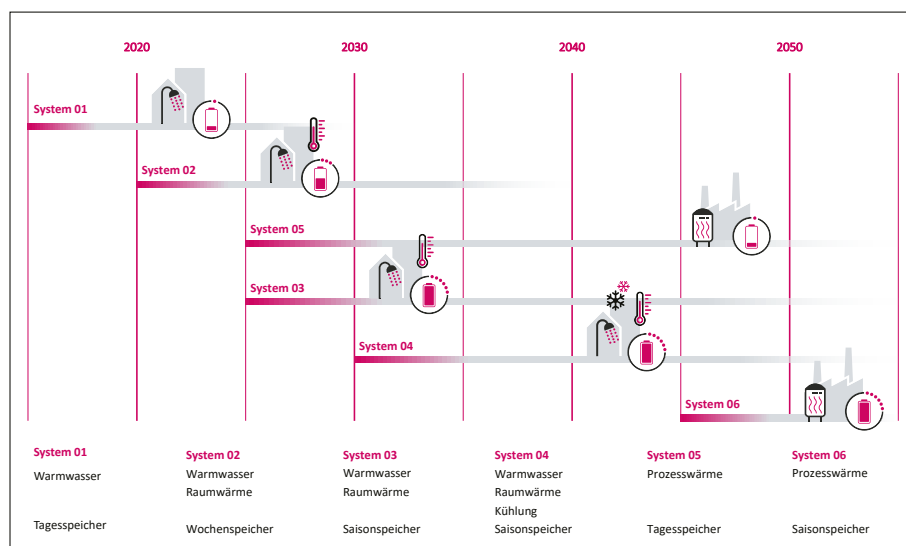 2020 2030 2040 2050
System 01
System 02
System 05
System 03
System 04
System 06
System 01
Warmwasser
Tagesspeicher
System 02
Warmwasser
Raumwärme
Wochenspeicher
System 03
Warmwasser
Raumwärme
Saisonspeicher
System 04
Warmwasser
Raumwärme
Kühlung
Saisonspeicher
System 05
Prozesswärme
Tagesspeicher
System 06
Prozesswärme
Saisonspeicher